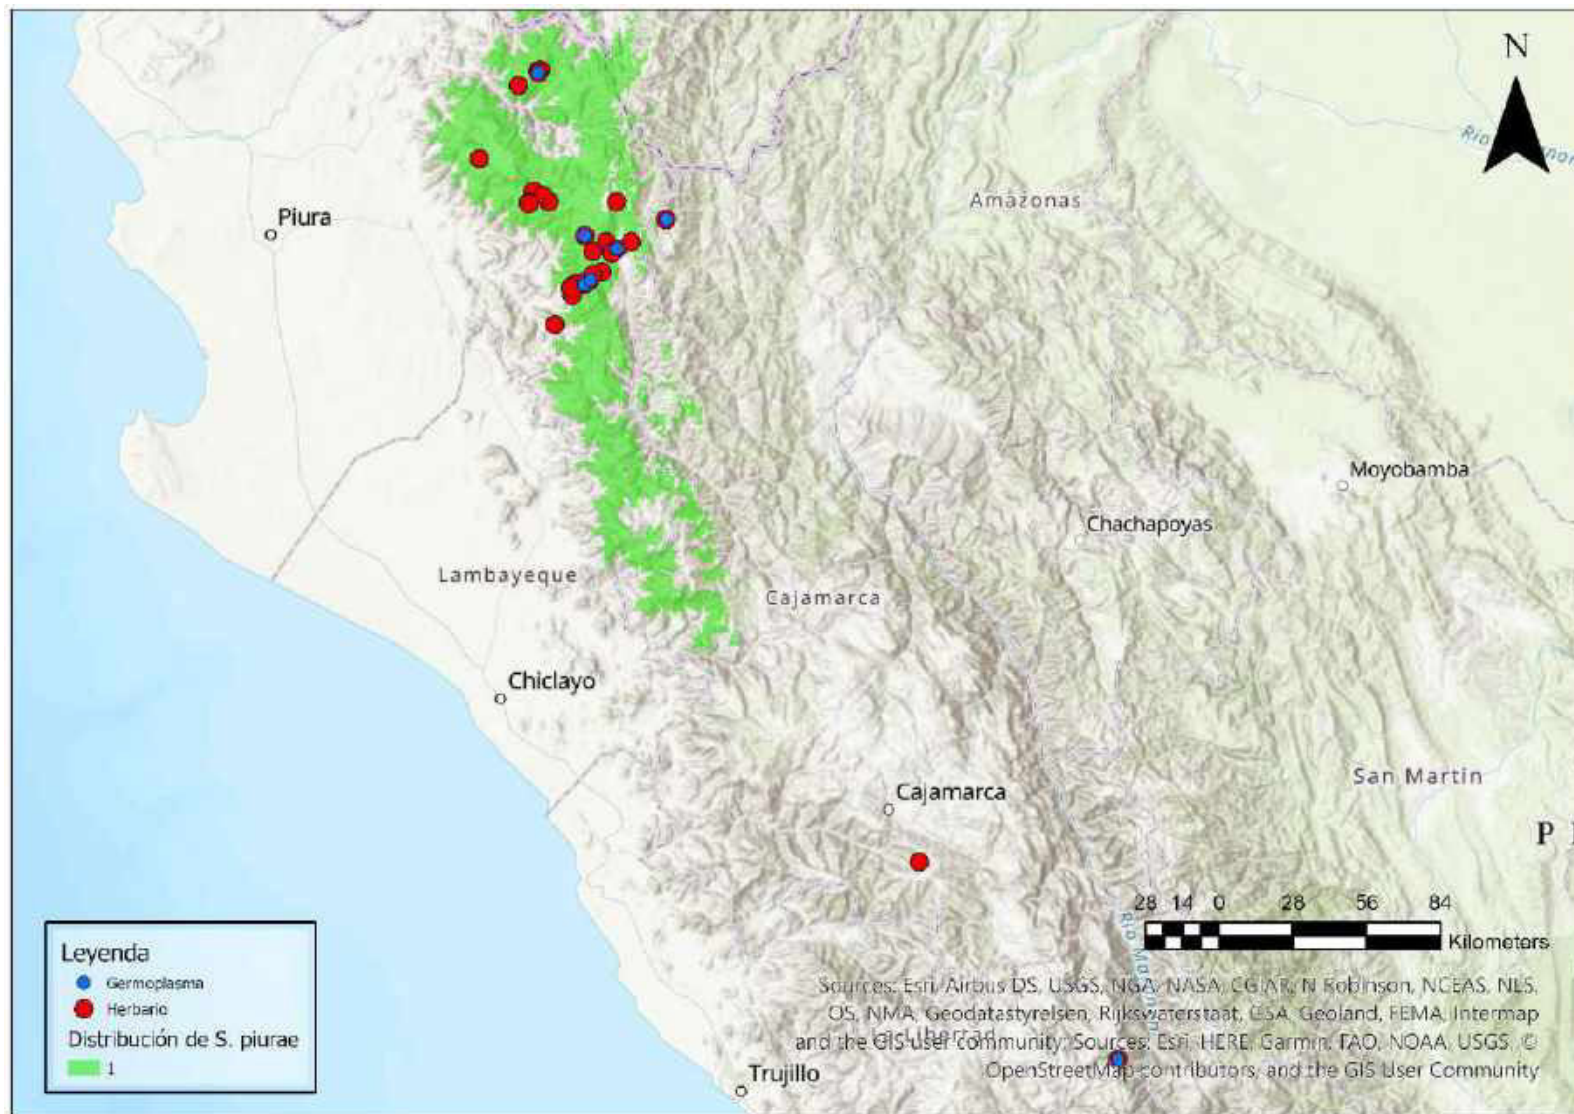 N
Amazonas
Piura
Moyobamba
Chachapoyas
Lambayeque
Cajamarca
Chiclayo
San Martin
Cajamarca
P
28 14 0 28 56 84
Kilometers
Leyenda
Germoplasma
Herbario
Distribución de S. piurae
1
Sources: Esri, Airbus DS, USGS, NGA, NASA, CGIAR, N Robinson, NCEAS, NLS,
OS, NMA, Geodatastyrelsen, Rijkswaterstaat, GSA, Geoland, FEMA, Intermap
and the GIS user community, Sources: Esri, HERE, Garmin, FAO, NOAA, USGS, ©
OpenStreetMap contributors, and the GIS User Community
La Libertad
Trujillo